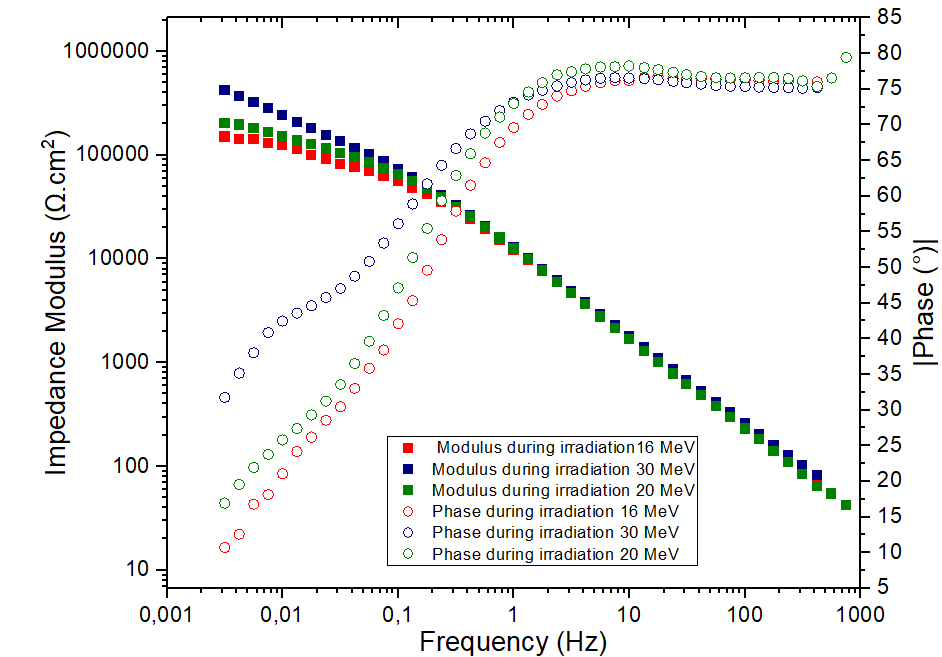 Impedance Modulus (Ω.cm²)
1000000
100000
10000
1000
100
10
85
80
75
70
65
60
55
50
45
40
35
30
25
20
15
10
5
|Phase (°)|
Modulus during irradiation16 MeV
Modulus during irradiation 30 MeV
Modulus during irradiation 20 MeV
Phase during irradiation 16 MeV
Phase during irradiation 30 MeV
Phase during irradiation 20 MeV
0,001 0,01 0,1 1 10 100 1000
Frequency (Hz)